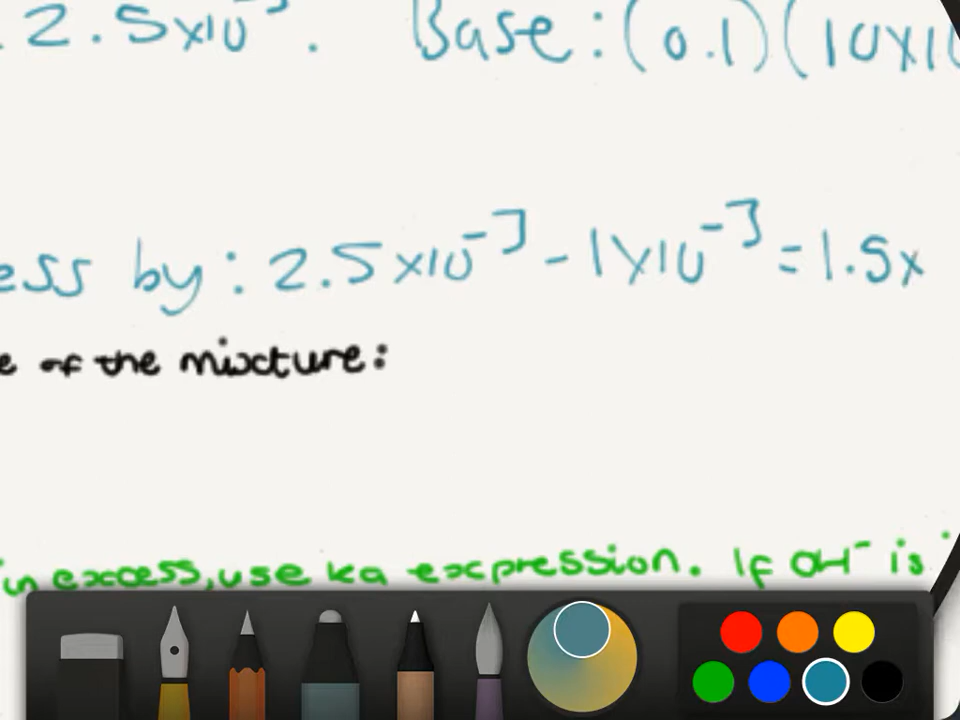 2.5x10⁻³. Base: (0.1)(10x10
ess by: 2.5x10⁻³ - 1x10⁻³ = 1.5x
e of the mixture:
in excess, use ka expression. If OH⁻ is